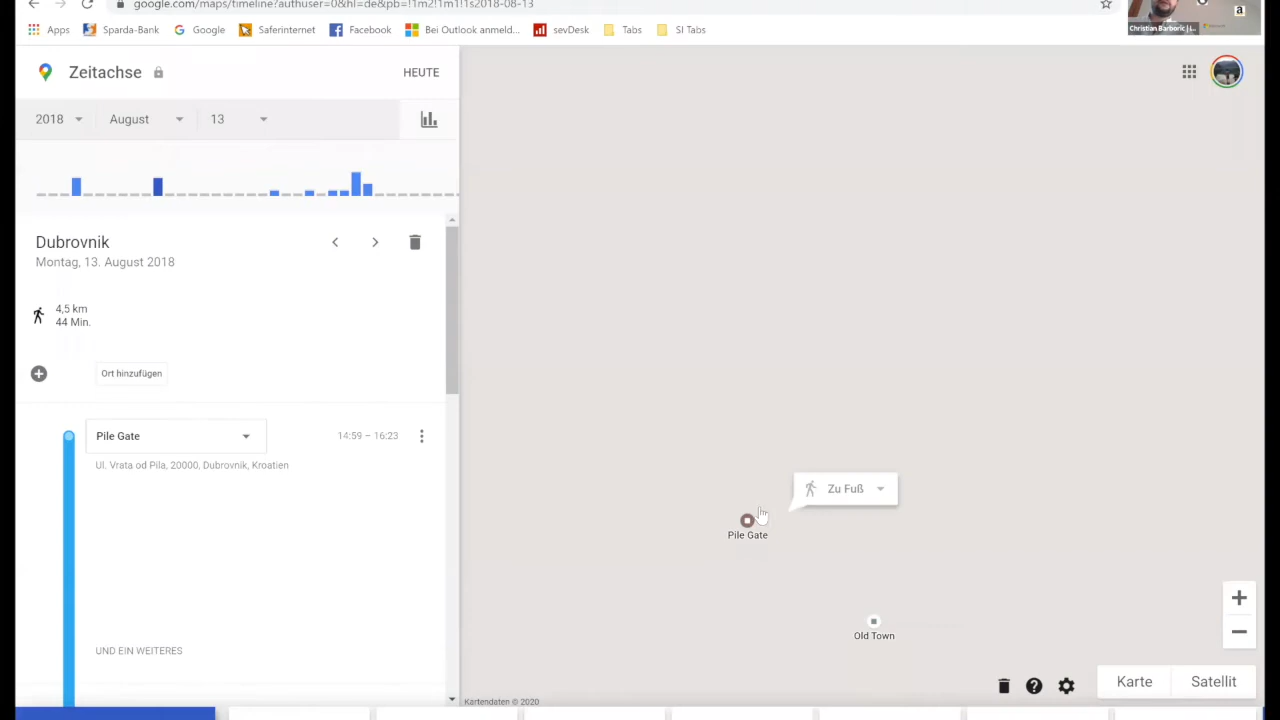 google.com/maps/timeline?authuser=0&hl=de&pb=!1m2!1m1!1s2018-08-13
Apps
Sparda-Bank
Google
Saferinternet
Facebook
Bei Outlook anmeld...
sevDesk
Tabs
SI Tabs
Christian Barboric | I...
a
Zeitachse
HEUTE
2018
August
13
Dubrovnik
Montag, 13. August 2018
4,5 km
44 Min.
Ort hinzufügen
Pile Gate
14:59 – 16:23
Ul. Vrata od Pila, 20000, Dubrovnik, Kroatien
UND EIN WEITERES
Zu Fuß
Pile Gate
Old Town
Kartendaten © 2020
Karte
Satellit